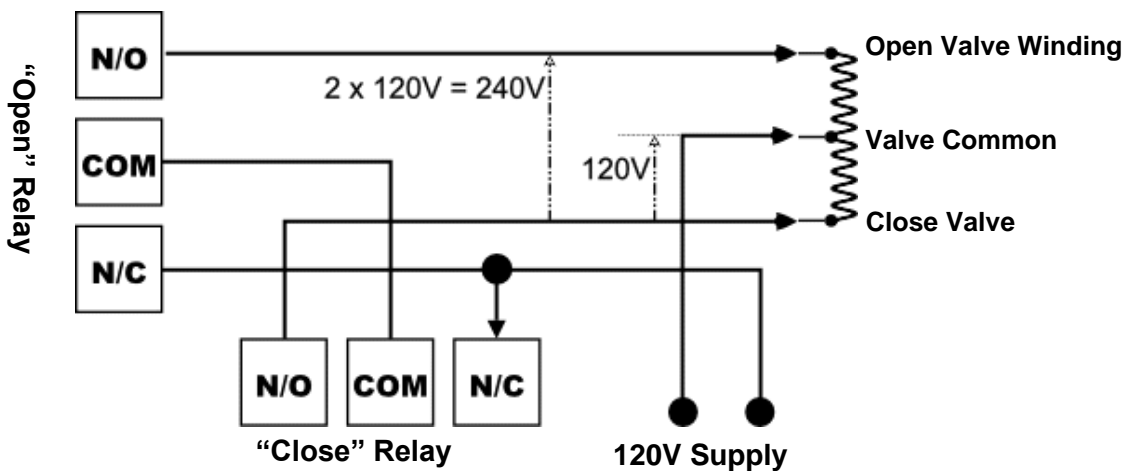 N/O
Open Valve Winding
2 x 120V = 240V
“Open” Relay
COM
Valve Common
120V
Close Valve
N/C
N/O
COM
N/C
“Close” Relay
120V Supply